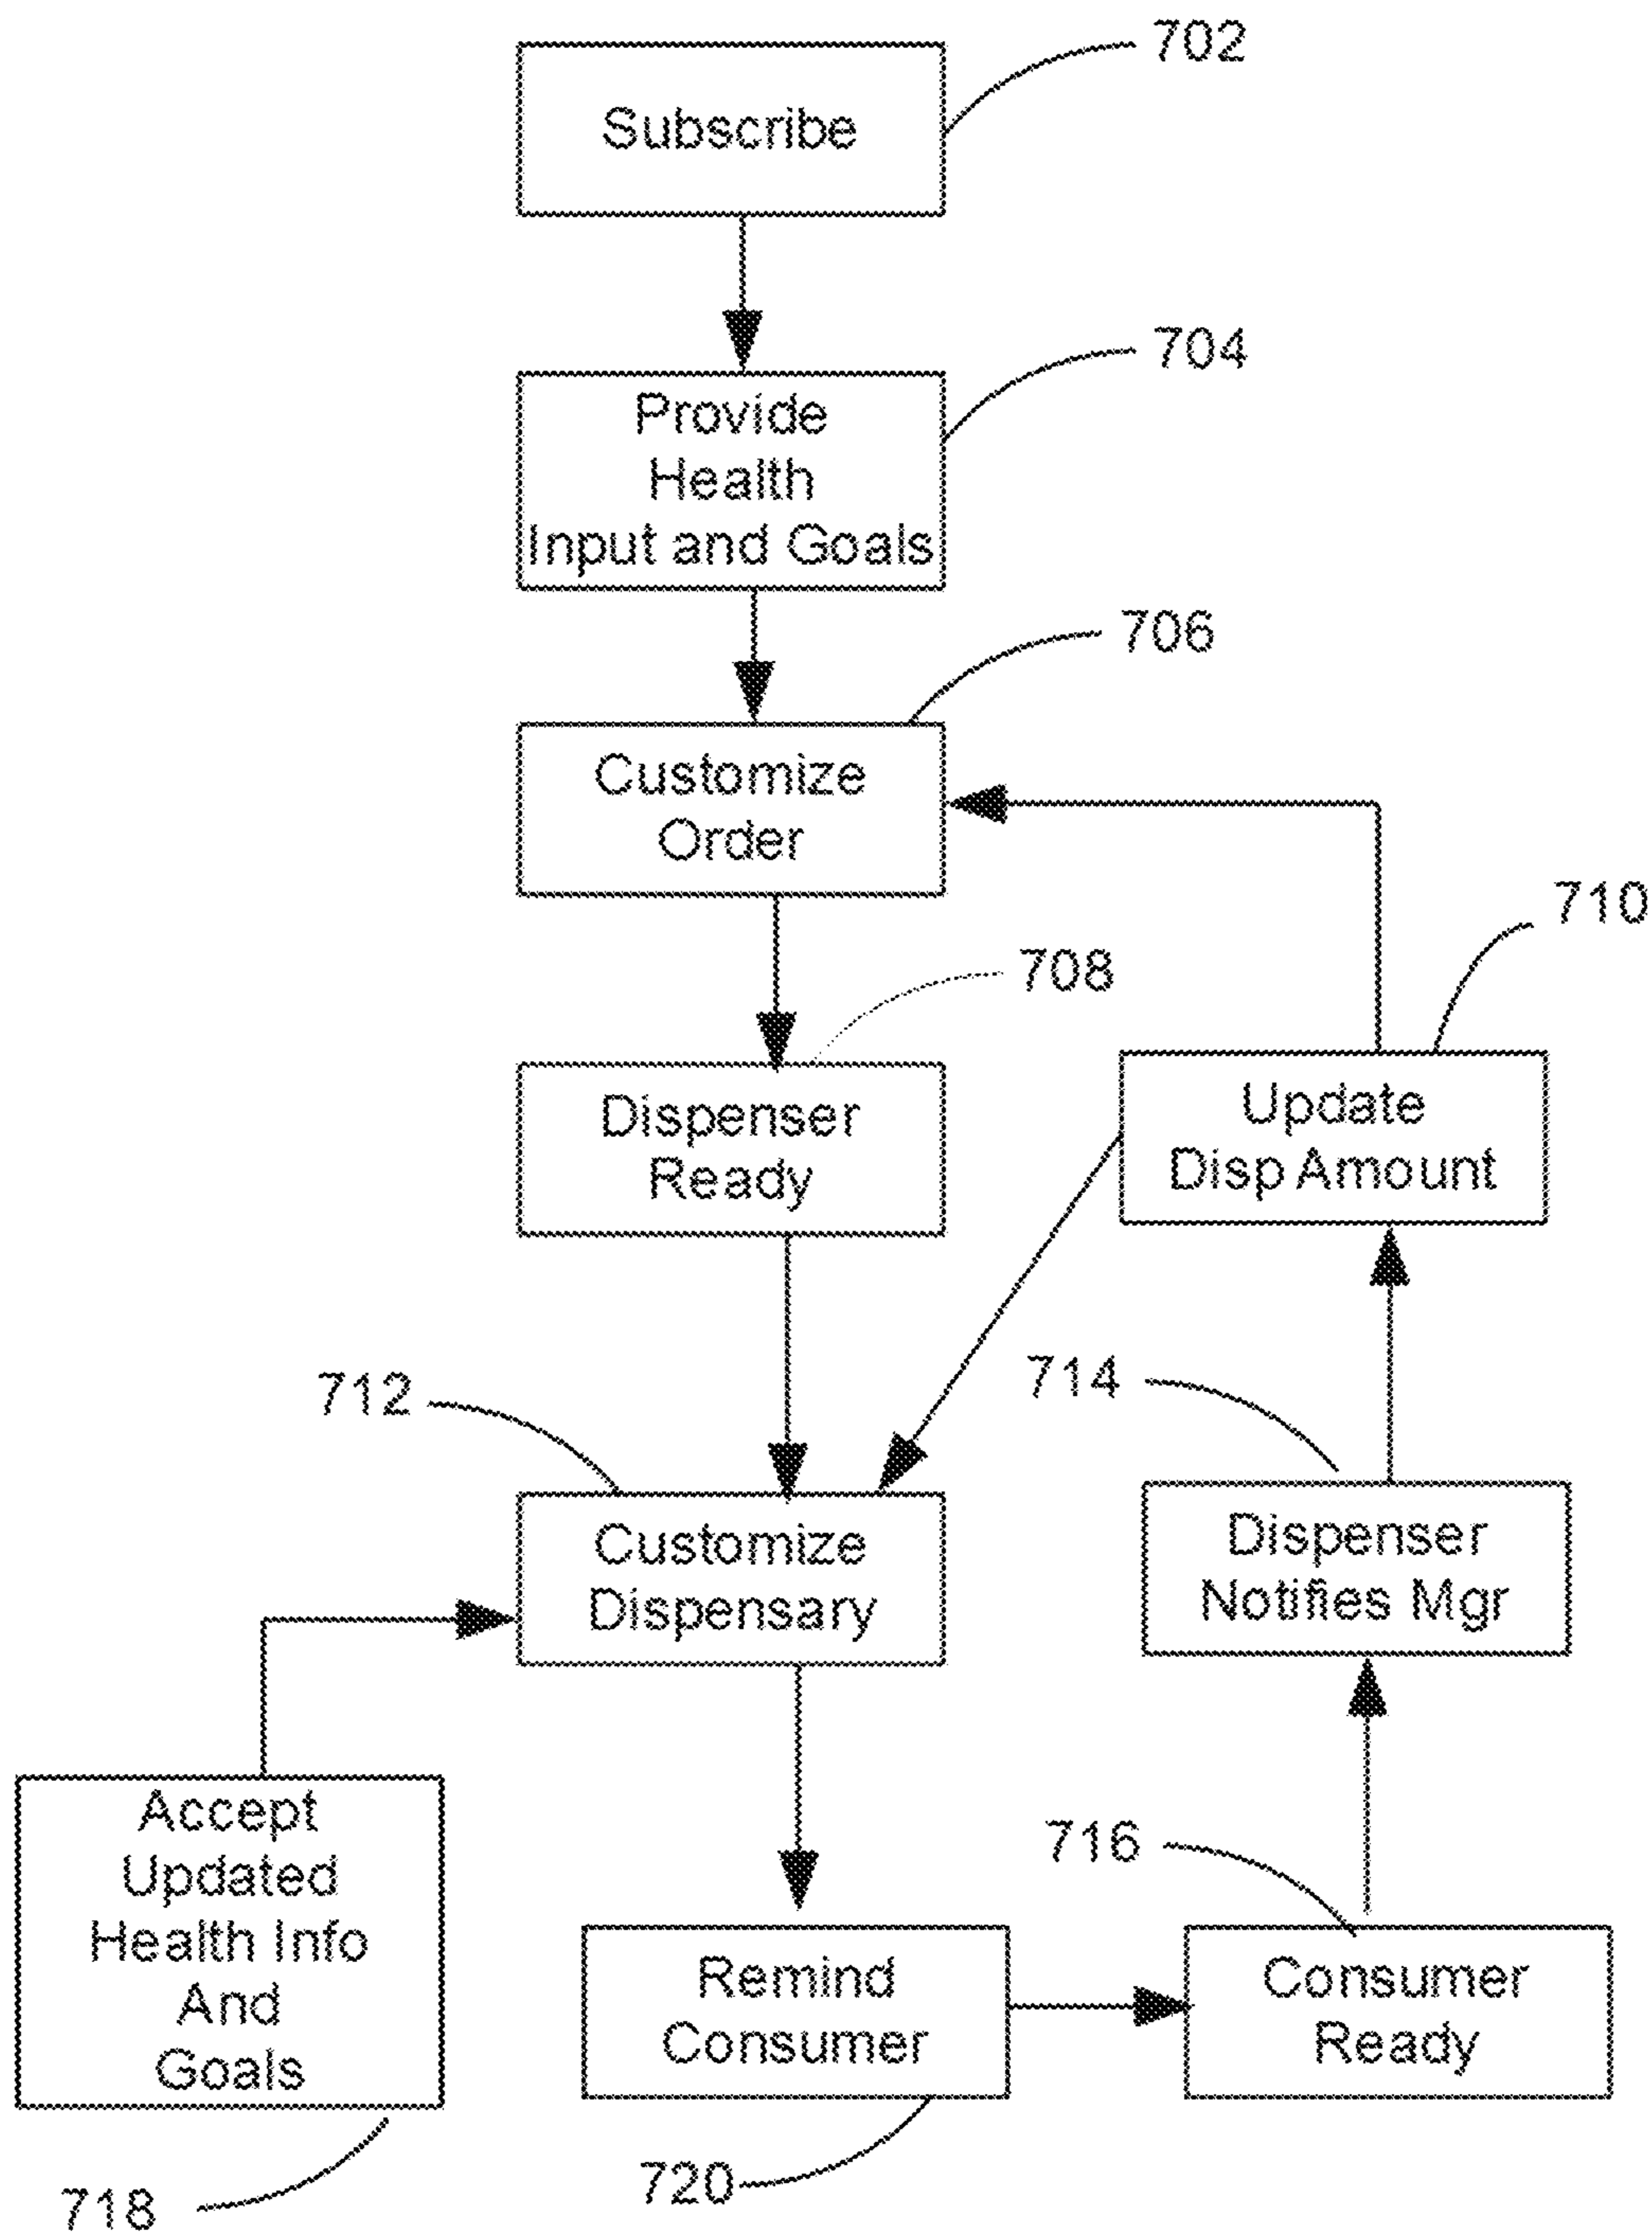 702
Subscribe
704
Provide
Health
Input and Goals
706
Customize
Order
710
708
Dispenser
Ready
Update
Disp Amount
712
714
Customize
Dispensary
Dispenser
Notifies Mgr
Accept
Updated
Health Info
And
Goals
716
Remind
Consumer
Consumer
Ready
720
718